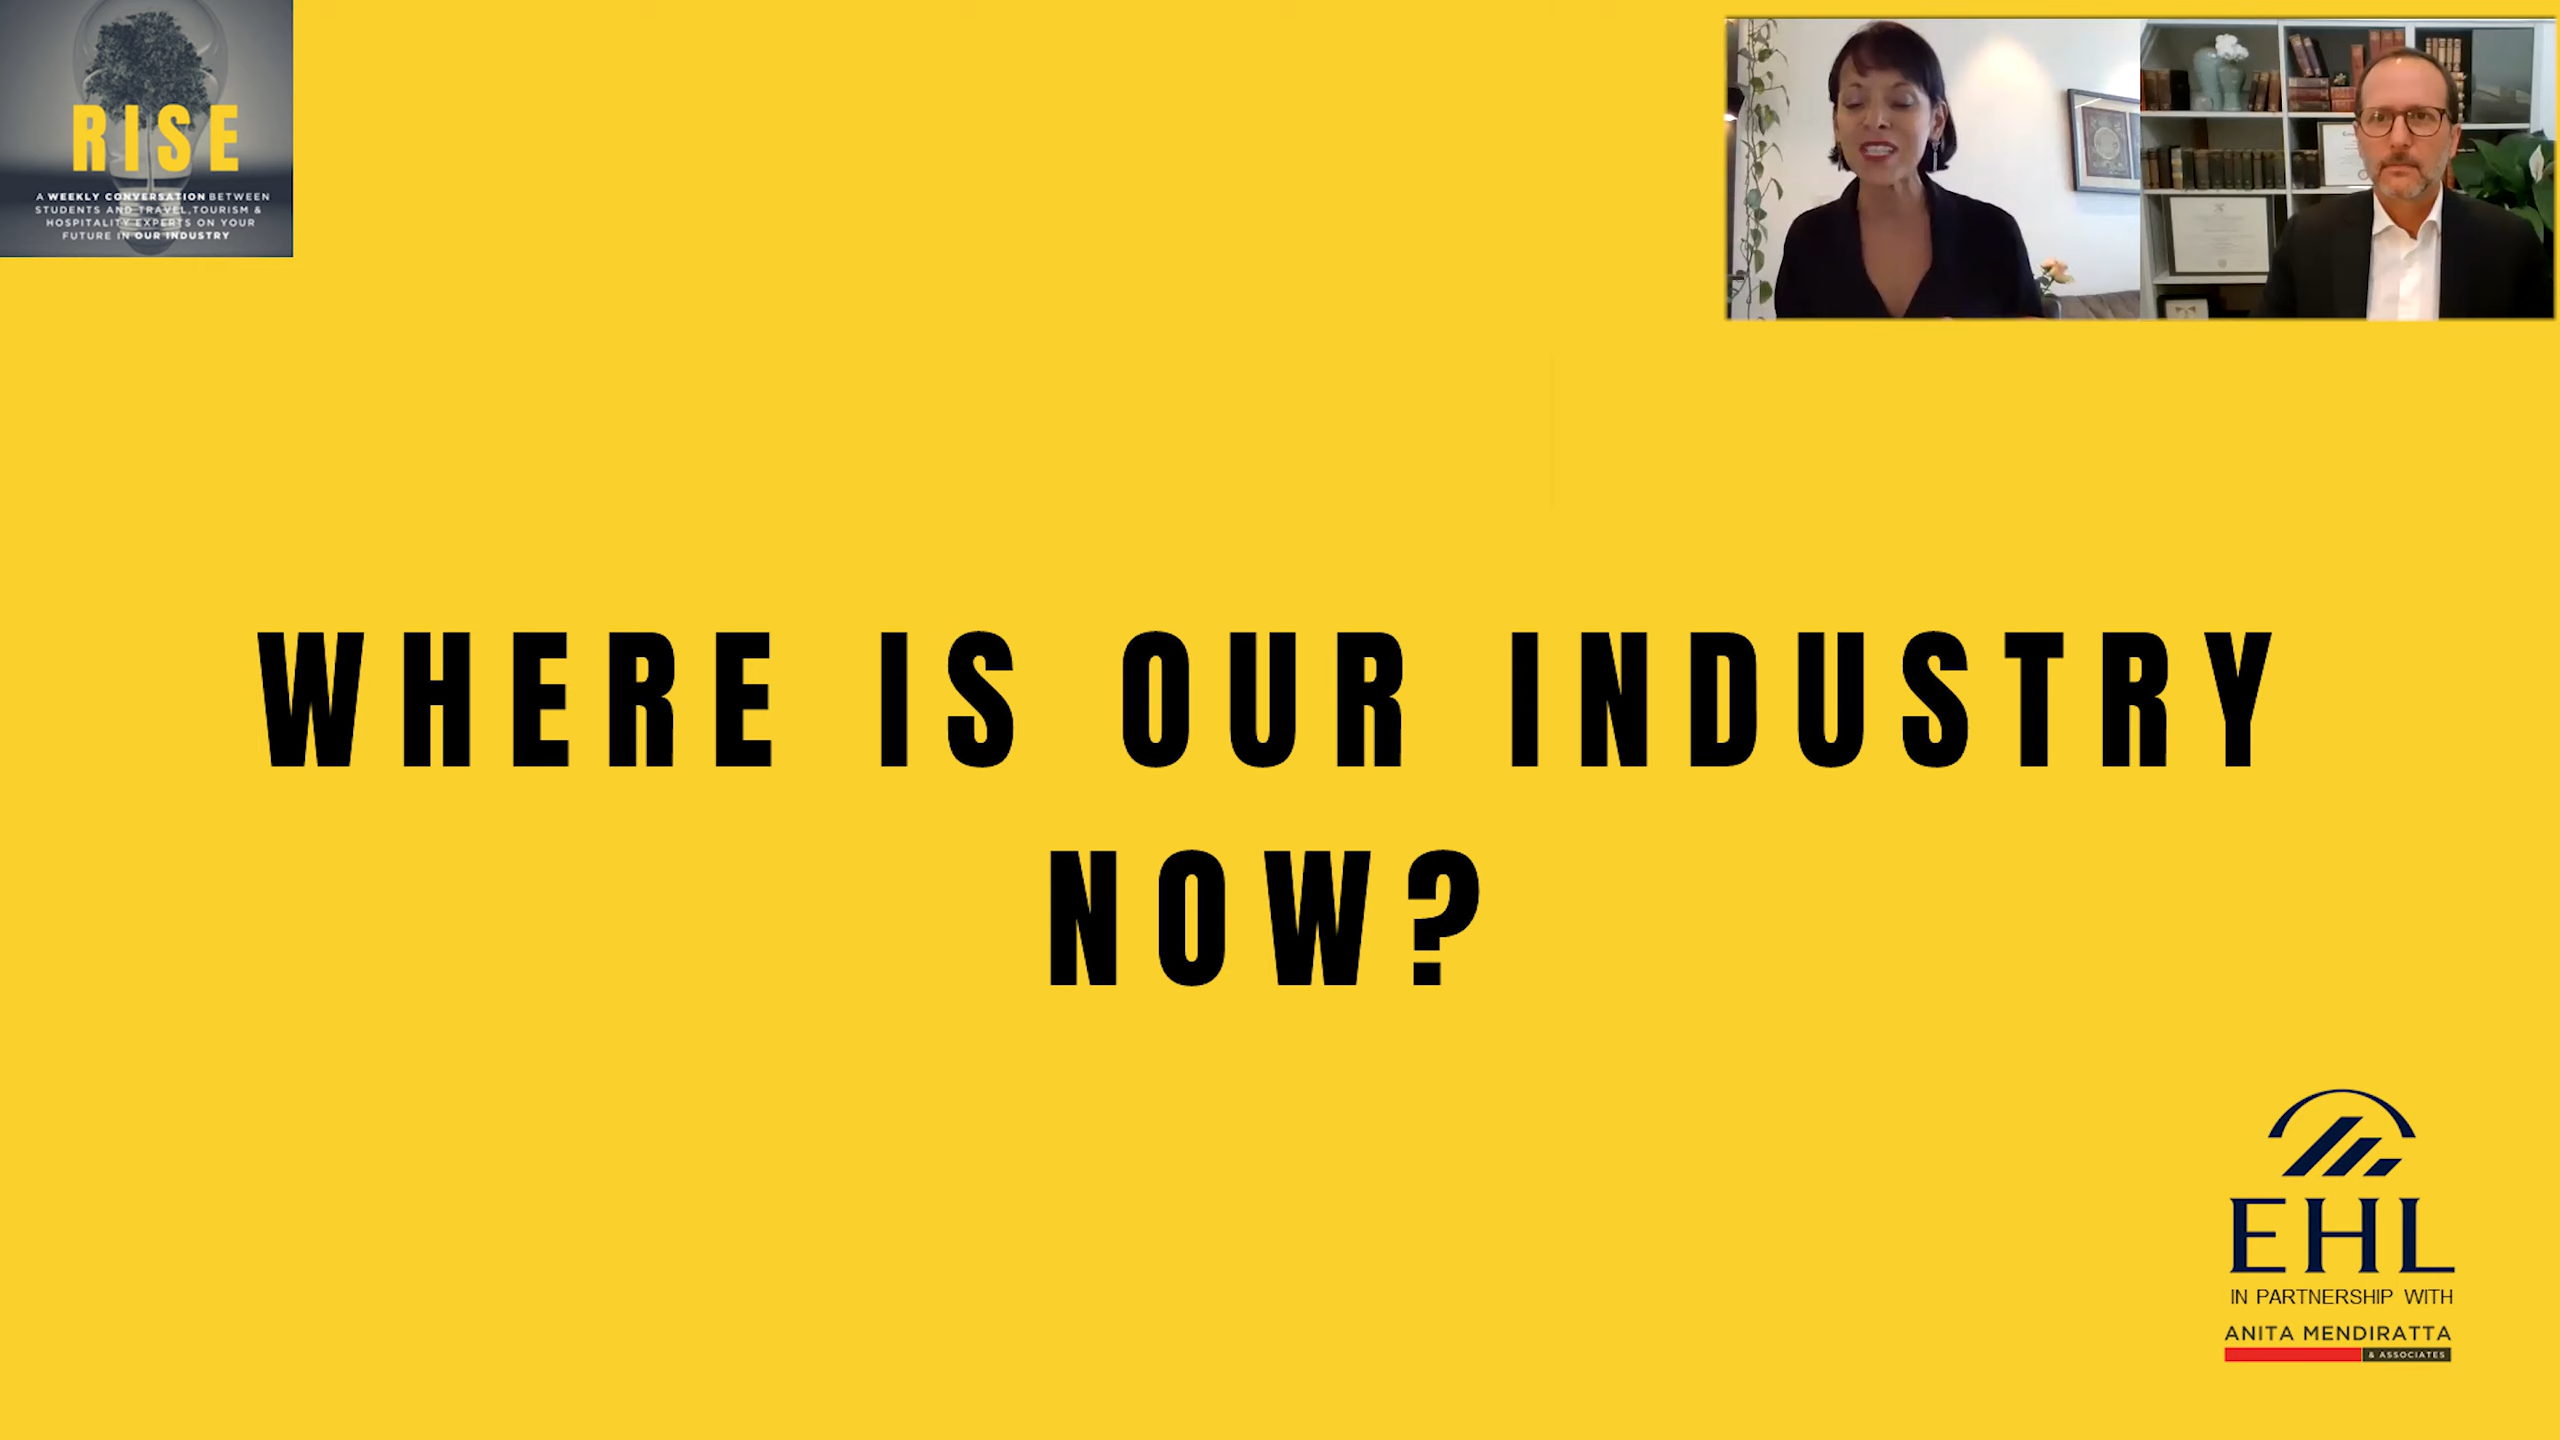 RISE
A WEEKLY CONVERSATION BETWEEN
STUDENTS AND TRAVEL, TOURISM &
HOSPITALITY EXPERTS ON YOUR
FUTURE IN OUR INDUSTRY
WHERE IS OUR INDUSTRY
NOW?
EHL
IN PARTNERSHIP WITH
ANITA MENDIRATTA
& ASSOCIATES